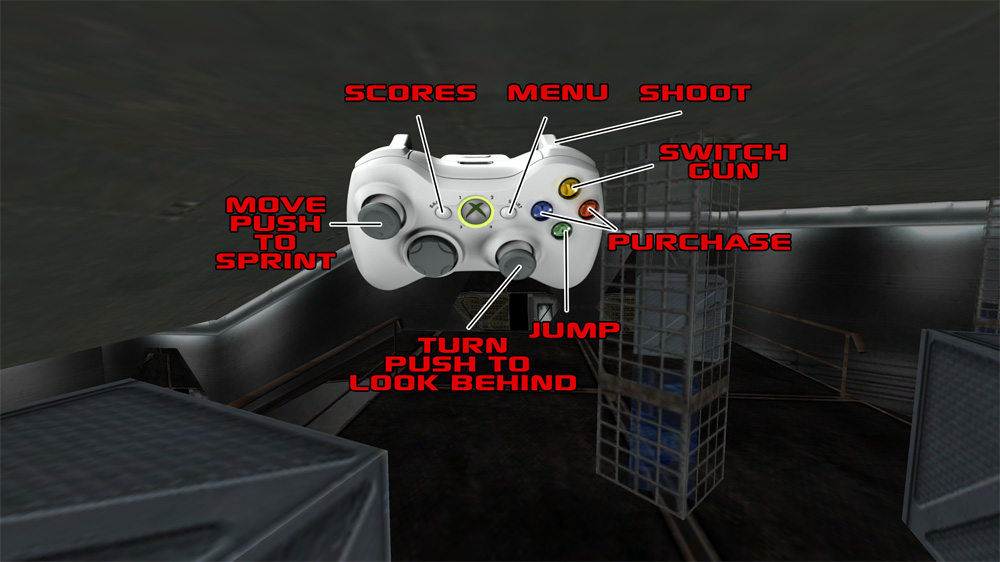 SCORES
MENU
SHOOT
SWITCH
GUN
MOVE
PUSH
TO
SPRINT
PURCHASE
JUMP
TURN
PUSH TO
LOOK BEHIND